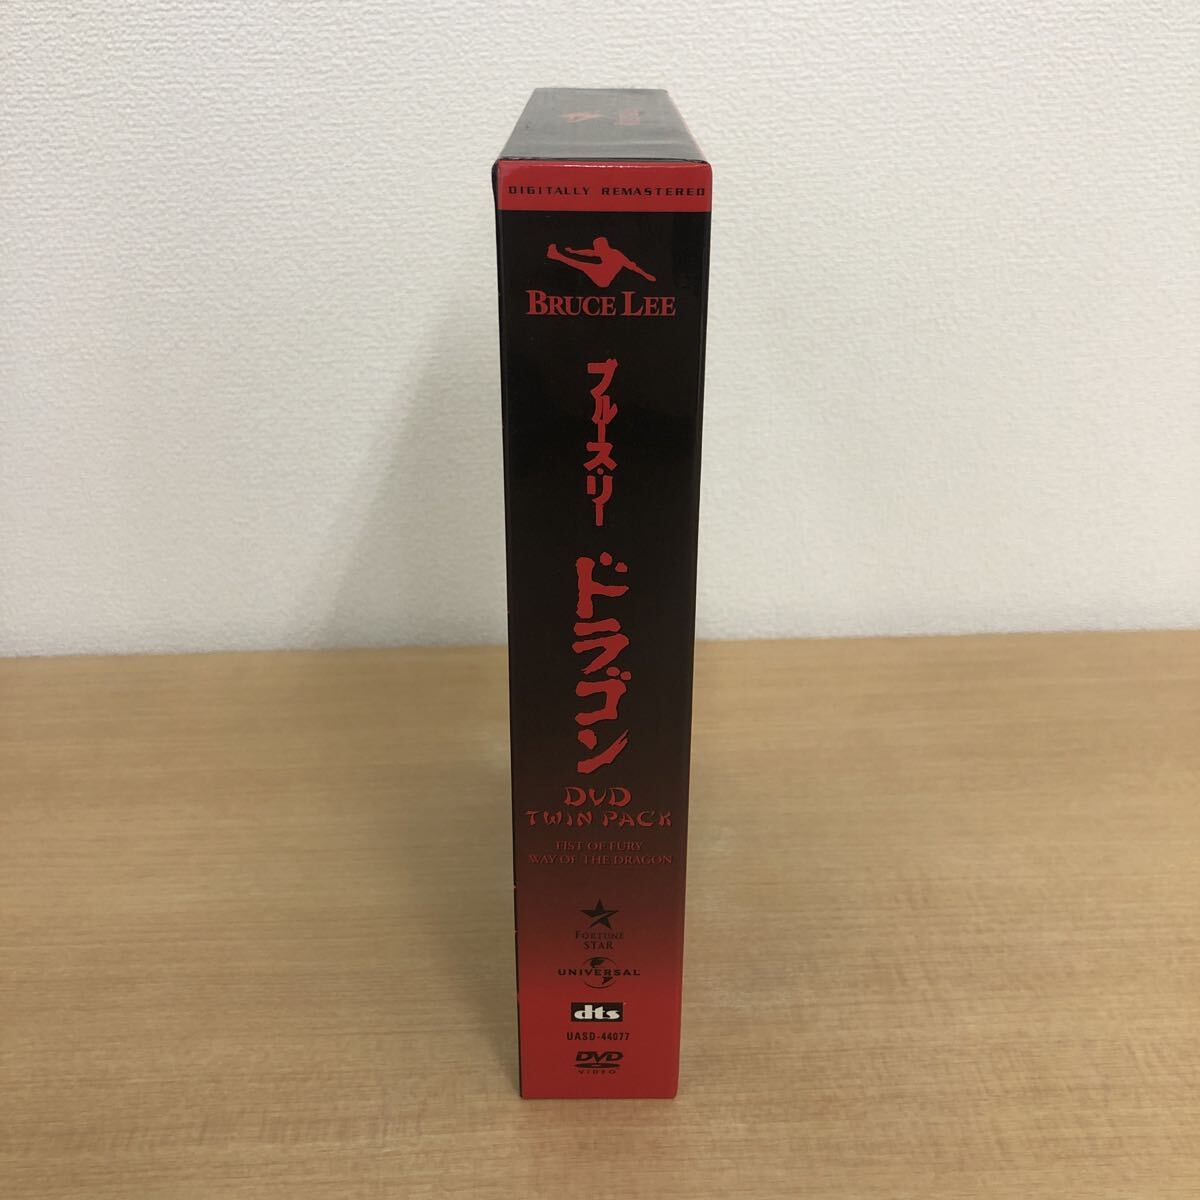 DIGITALLY REMASTERED
BRUCE LEE
ブルース・リー
ドラゴン
DVD
TWIN PACK
FIST OF FURY
WAY OF THE DRAGON
FORTUNE
STAR
UNIVERSAL
dts
UASD-44077
DVD
VIDEO